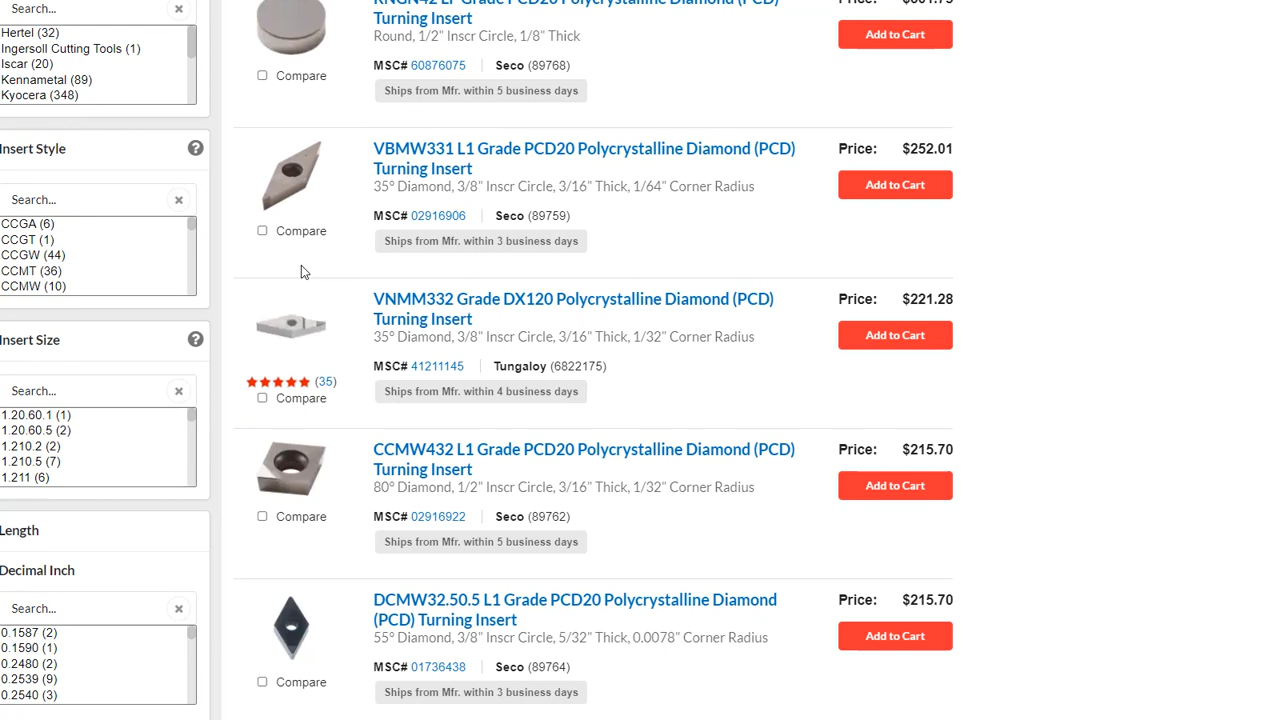 Search...
Hertel (32)
Ingersoll Cutting Tools (1)
Iscar (20)
Kennametal (89)
Kyocera (348)
Insert Style
Search...
CCGA (6)
CCGT (1)
CCGW (44)
CCMT (36)
CCMW (10)
Insert Size
Search...
1.20.60.1 (1)
1.20.60.5 (2)
1.210.2 (2)
1.210.5 (7)
1.211 (6)
Length
Decimal Inch
Search...
0.1587 (2)
0.1590 (1)
0.2480 (2)
0.2539 (9)
0.2540 (3)
Turning Insert
Round, 1/2" Inscr Circle, 1/8" Thick
Add to Cart
MSC# 60876075 Seco (89768)
Compare
Ships from Mfr. within 5 business days
VBMW331 L1 Grade PCD20 Polycrystalline Diamond (PCD)
Turning Insert
Price: $252.01
35° Diamond, 3/8" Inscr Circle, 3/16" Thick, 1/64" Corner Radius
Add to Cart
MSC# 02916906 Seco (89759)
Compare
Ships from Mfr. within 3 business days
VNMM332 Grade DX120 Polycrystalline Diamond (PCD)
Turning Insert
Price: $221.28
35° Diamond, 3/8" Inscr Circle, 3/16" Thick, 1/32" Corner Radius
Add to Cart
MSC# 41211145 Tungaloy (6822175)
(35)
Compare
Ships from Mfr. within 4 business days
CCMW432 L1 Grade PCD20 Polycrystalline Diamond (PCD)
Turning Insert
Price: $215.70
80° Diamond, 1/2" Inscr Circle, 3/16" Thick, 1/32" Corner Radius
Add to Cart
MSC# 02916922 Seco (89762)
Compare
Ships from Mfr. within 5 business days
DCMW32.50.5 L1 Grade PCD20 Polycrystalline Diamond
(PCD) Turning Insert
Price: $215.70
55° Diamond, 3/8" Inscr Circle, 5/32" Thick, 0.0078" Corner Radius
Add to Cart
MSC# 01736438 Seco (89764)
Compare
Ships from Mfr. within 3 business days